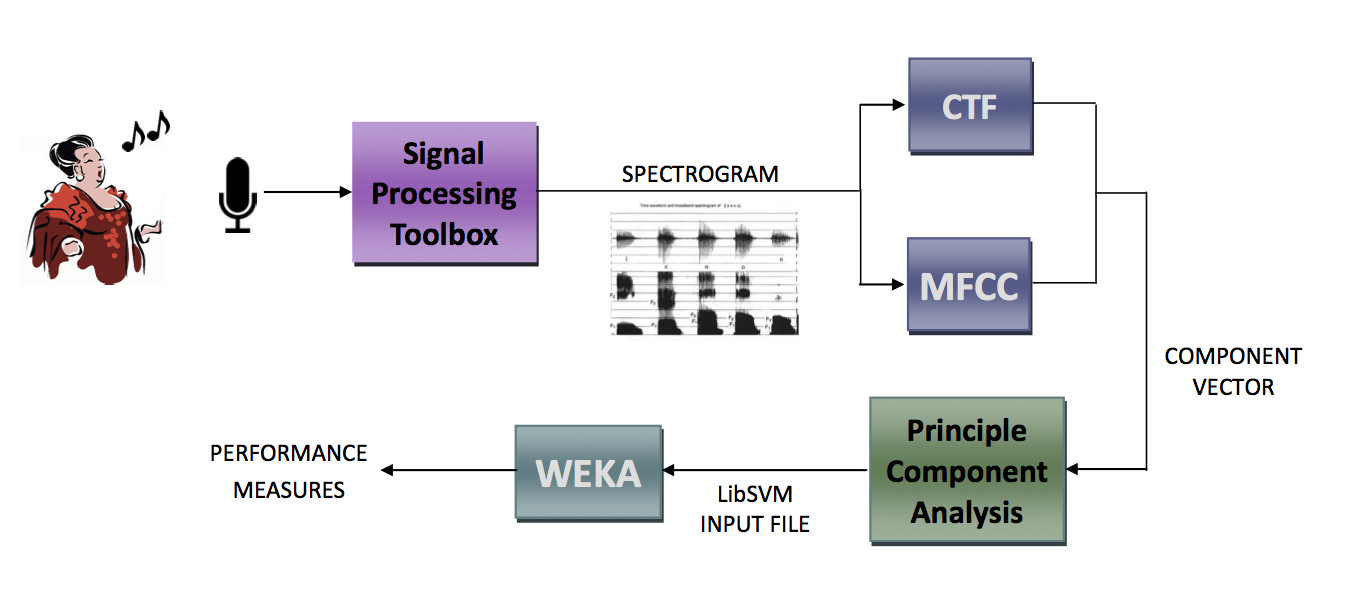 Signal
Processing
Toolbox
SPECTROGRAM
Time waveform and broadband spectrogram of
CTF
MFCC
COMPONENT
VECTOR
Principle
Component
Analysis
LibSVM
INPUT FILE
WEKA
PERFORMANCE
MEASURES